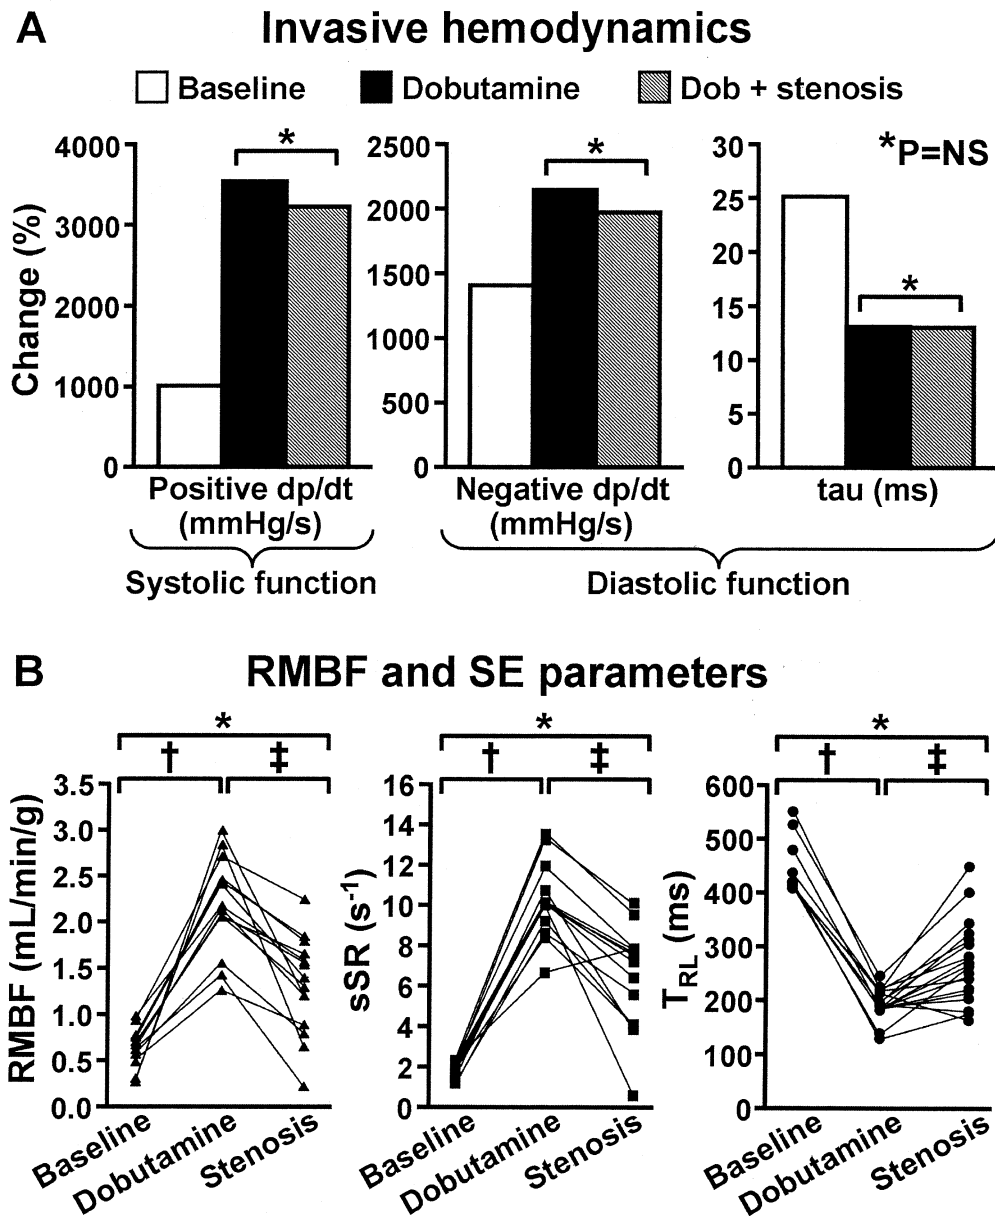 A Invasive hemodynamics
Baseline Dobutamine Dob + stenosis
Change (%)
4000
3000
2000
1000
0
*
Positive dp/dt
(mmHg/s)
2500
2000
1500
1000
500
0
*
Negative dp/dt
(mmHg/s)
30
25
20
15
10
5
0
*P=NS
*
tau (ms)
Systolic function
Diastolic function
B RMBF and SE parameters
*
† ‡
RMBF (mL/min/g)
3.5
3.0
2.5
2.0
1.5
1.0
0.5
0.0
Baseline
Dobutamine
Stenosis
*
† ‡
sSR (s-1)
16
14
12
10
8
6
4
2
0
Baseline
Dobutamine
Stenosis
*
† ‡
TRL (ms)
600
500
400
300
200
100
0
Baseline
Dobutamine
Stenosis